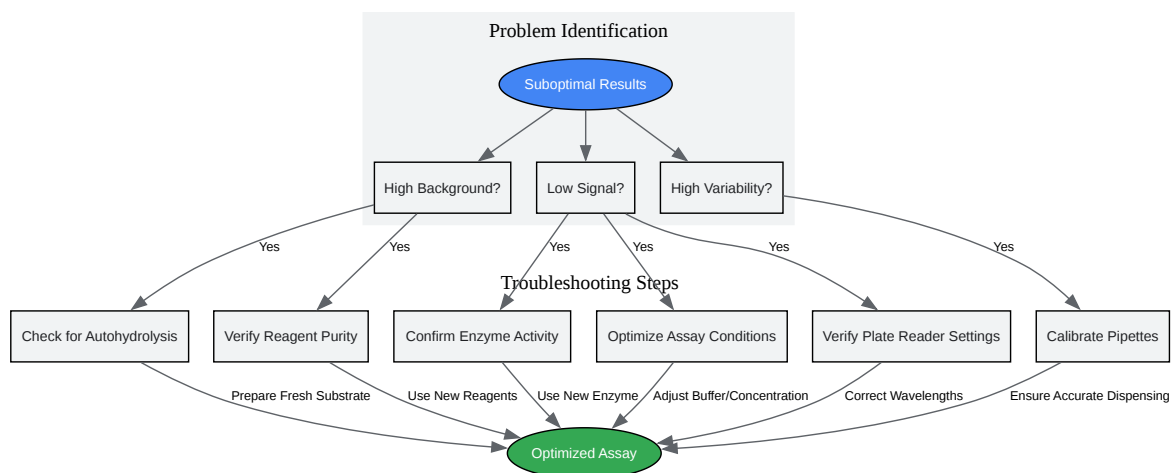 Problem Identification
Suboptimal Results
High Background?
Low Signal?
High Variability?
Yes
Yes
Yes
Yes
Yes
Yes
Troubleshooting Steps
Check for Autohydrolysis
Verify Reagent Purity
Confirm Enzyme Activity
Optimize Assay Conditions
Verify Plate Reader Settings
Calibrate Pipettes
Prepare Fresh Substrate
Use New Reagents
Use New Enzyme
Adjust Buffer/Concentration
Correct Wavelengths
Ensure Accurate Dispensing
Optimized Assay